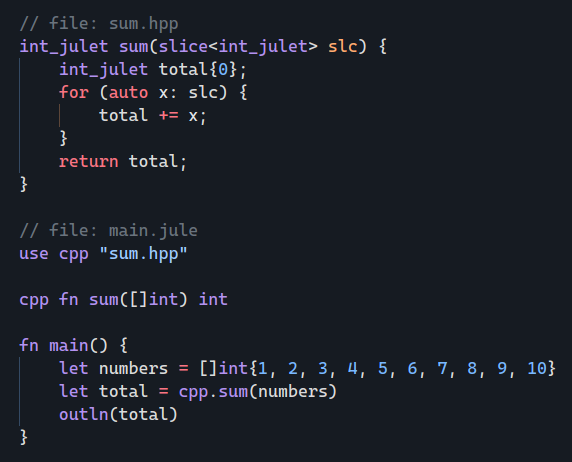 // file: sum.hpp
int_julet sum(slice<int_julet> slc) {
    int_julet total{0};
    for (auto x: slc) {
        total += x;
    }
    return total;
}

// file: main.jule
use cpp "sum.hpp"

cpp fn sum([]int) int

fn main() {
    let numbers = []int{1, 2, 3, 4, 5, 6, 7, 8, 9, 10}
    let total = cpp.sum(numbers)
    outln(total)
}